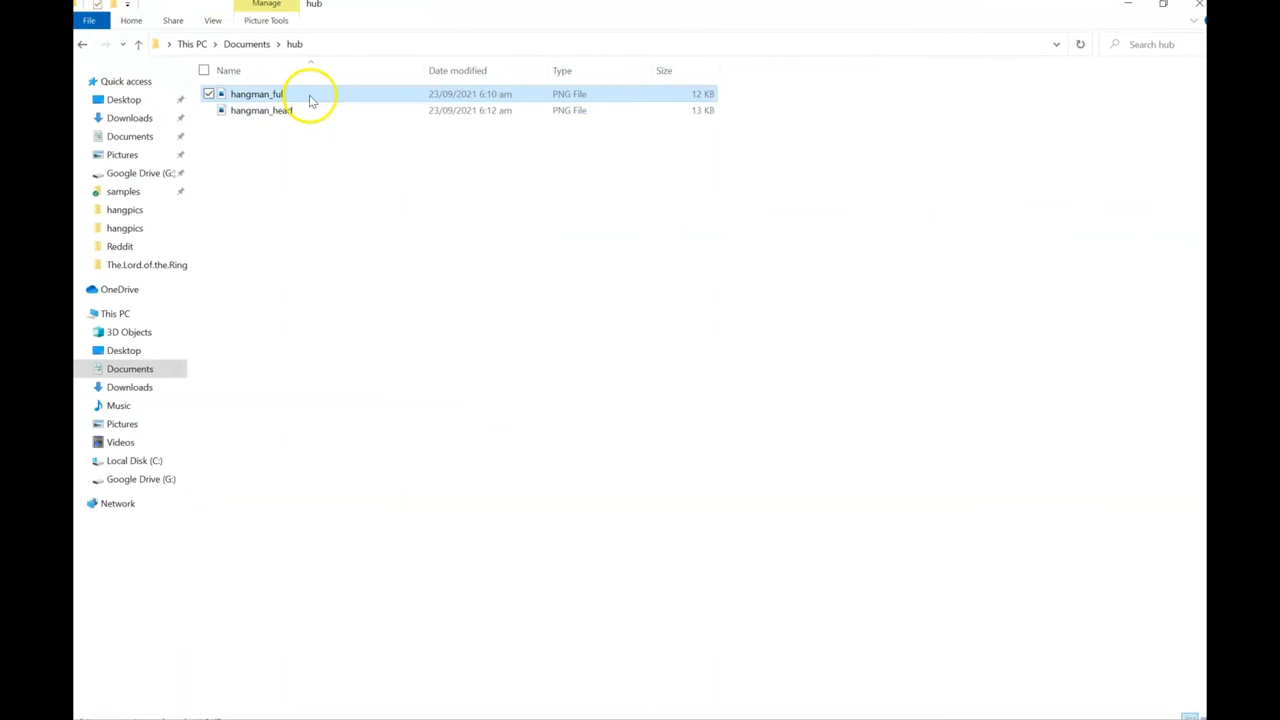 Manage
hub
File
Home
Share
View
Picture Tools
This PC
Documents
hub
Search hub
Name
Date modified
Type
Size
hangman_full
23/09/2021 6:10 am
PNG File
12 KB
hangman_head
23/09/2021 6:12 am
PNG File
13 KB
Quick access
Desktop
Downloads
Documents
Pictures
Google Drive (G:)
samples
hangpics
hangpics
Reddit
The.Lord.of.the.Ring
OneDrive
This PC
3D Objects
Desktop
Documents
Downloads
Music
Pictures
Videos
Local Disk (C:)
Google Drive (G:)
Network